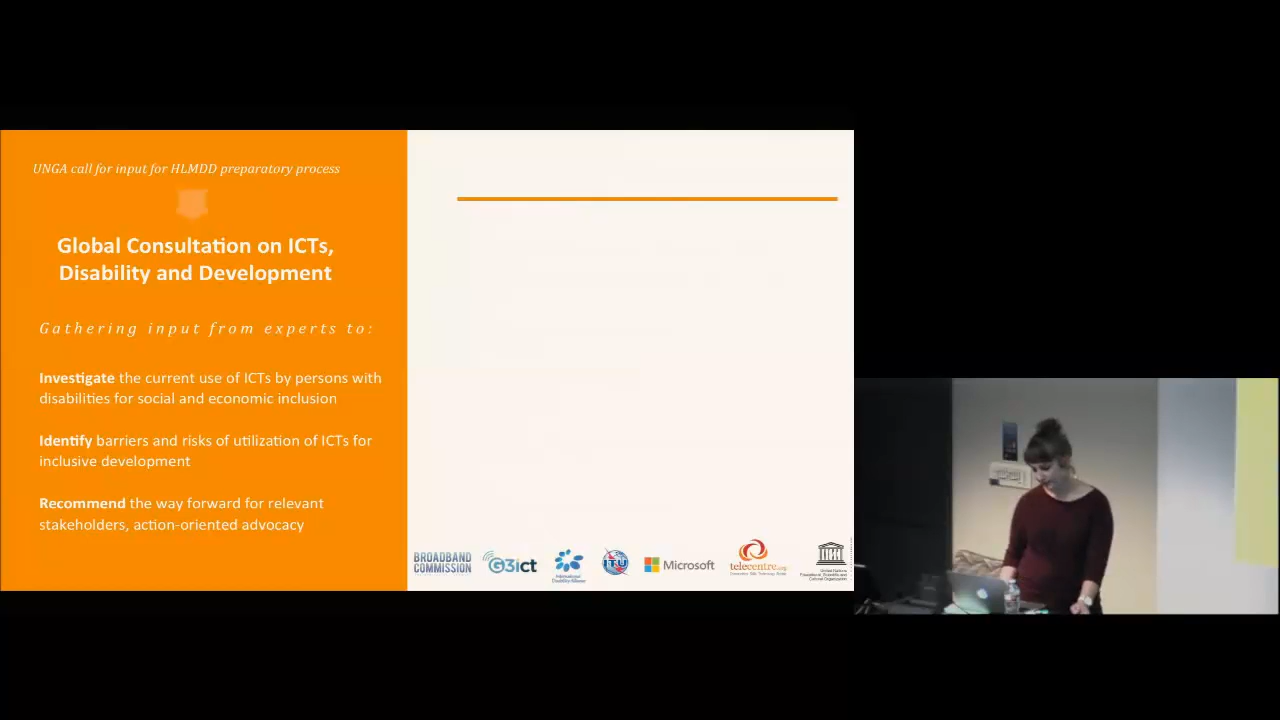 UNGA call for input for HLMDD preparatory process
Global Consultation on ICTs,
Disability and Development
Gathering input from experts to:
Investigate the current use of ICTs by persons with
disabilities for social and economic inclusion
Identify barriers and risks of utilization of ICTs for
inclusive development
Recommend the way forward for relevant
stakeholders, action-oriented advocacy
BROADBAND
COMMISSION
G3ict
International
Disability Alliance
ITU
Microsoft
telecentre.org
United Nations
Educational, Scientific and
Cultural Organization